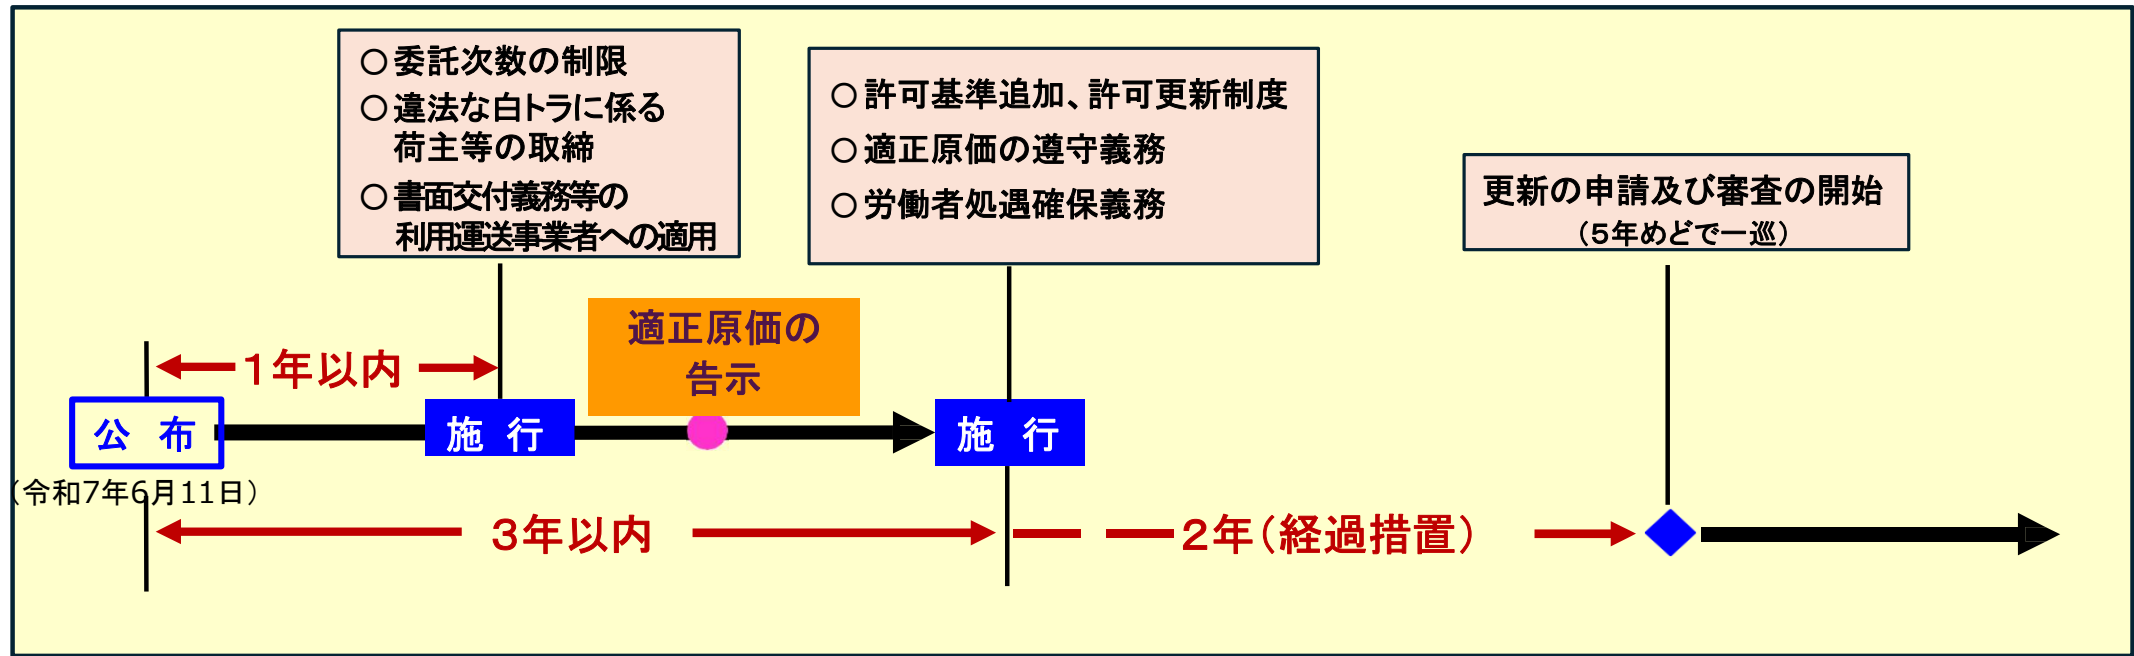 ○委託次数の制限
○違法な白トラに係る
荷主等の取締
○書面交付義務等の
利用運送事業者への適用
○許可基準追加、許可更新制度
○適正原価の遵守義務
○労働者処遇確保義務
更新の申請及び審査の開始
（５年めどで一巡）
適正原価の
告示
１年以内
公 布
施 行
施 行
（令和7年6月11日）
３年以内
２年（経過措置）